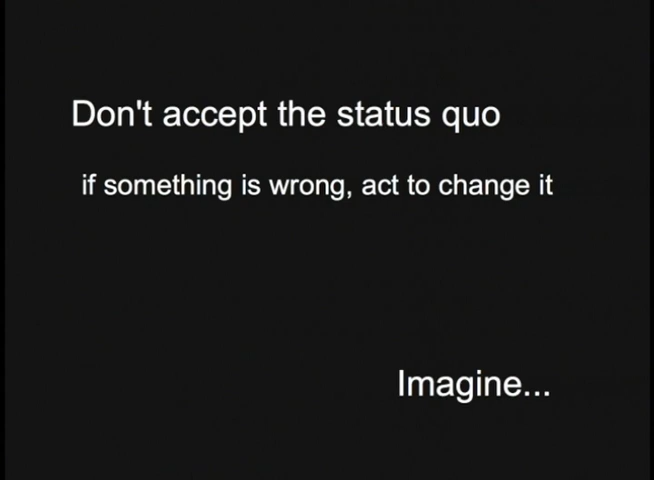 Don't accept the status quo
if something is wrong, act to change it
Imagine...